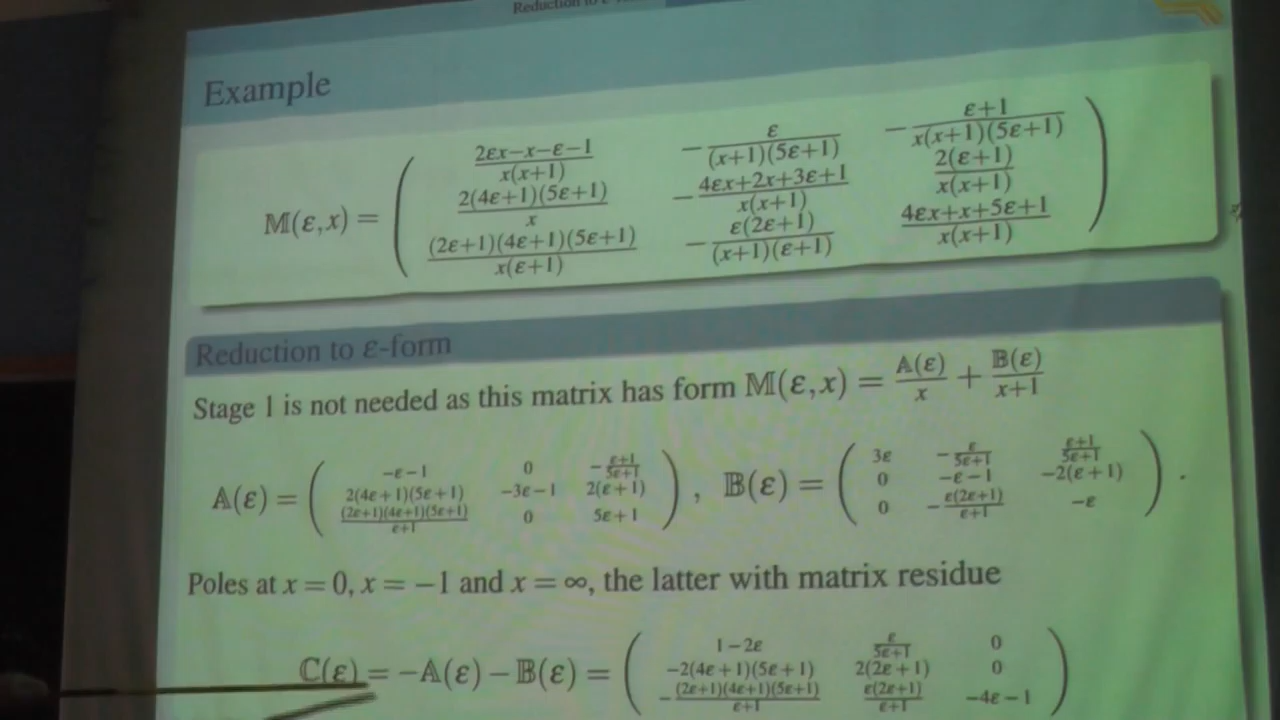 Reduction to ε
Example
M(ε,x) = ( (2εx−x−ε−1)/(x(x+1))   −ε/((x+1)(5ε+1))   −(ε+1)/(x(x+1)(5ε+1))
2(4ε+1)(5ε+1)/x   −(4εx+2x+3ε+1)/(x(x+1))   2(ε+1)/(x(x+1))
(2ε+1)(4ε+1)(5ε+1)/(x(ε+1))   −ε(2ε+1)/((x+1)(ε+1))   (4εx+x+5ε+1)/(x(x+1)) )
Reduction to ε-form
Stage 1 is not needed as this matrix has form M(ε,x) = A(ε)/x + B(ε)/(x+1)
A(ε) = ( −ε−1   0   −(ε+1)/(5ε+1)
2(4ε+1)(5ε+1)   −3ε−1   2(ε+1)
(2ε+1)(4ε+1)(5ε+1)/(ε+1)   0   5ε+1 ),
B(ε) = ( 3ε   −ε/(5ε+1)   (ε+1)/(5ε+1)
0   −ε−1   −2(ε+1)
0   −ε(2ε+1)/(ε+1)   −ε ).
Poles at x = 0, x = −1 and x = ∞, the latter with matrix residue
C(ε) = −A(ε) − B(ε) = ( 1−2ε   ε/(5ε+1)   0
−2(4ε+1)(5ε+1)   2(2ε+1)   0
−(2ε+1)(4ε+1)(5ε+1)/(ε+1)   ε(2ε+1)/(ε+1)   −4ε−1 )